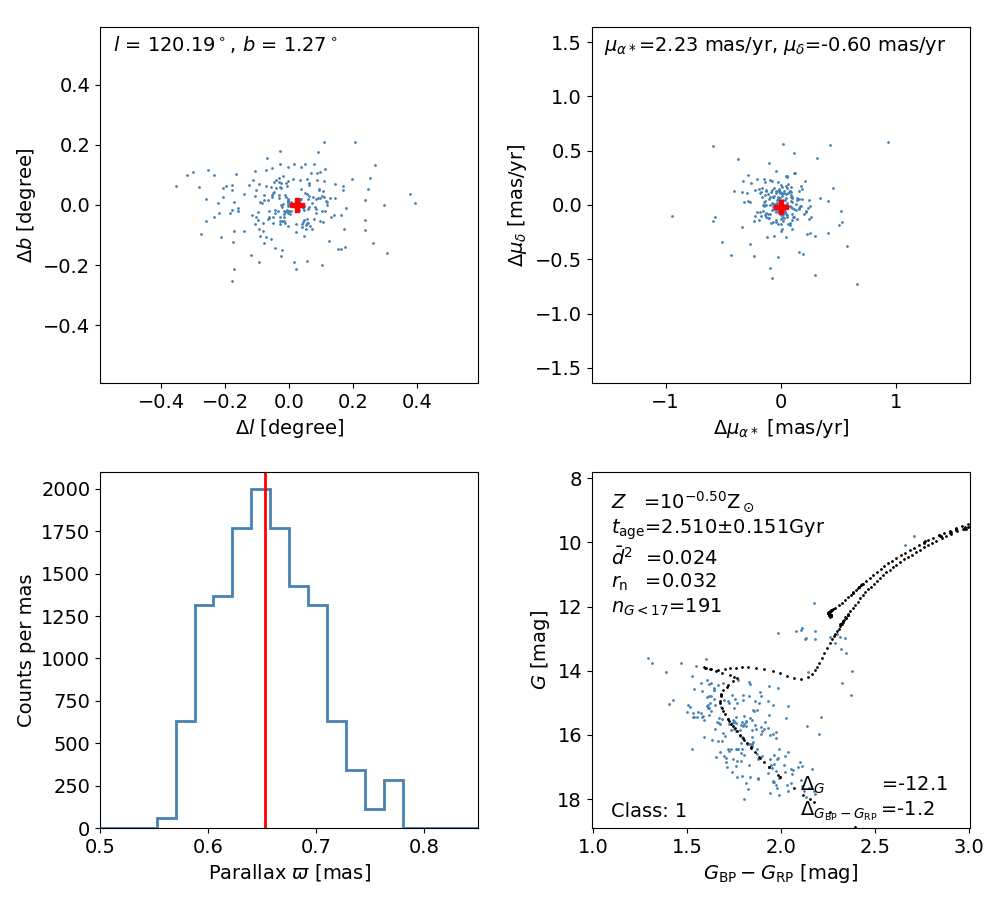 l = 120.19°, b = 1.27°
Δb [degree]
0.4
0.2
0.0
−0.2
−0.4
−0.4 −0.2 0.0 0.2 0.4
Δl [degree]
μα∗=2.23 mas/yr, μδ=-0.60 mas/yr
Δμδ [mas/yr]
1.5
1.0
0.5
0.0
−0.5
−1.0
−1.5
−1 0 1
Δμα∗ [mas/yr]
Counts per mas
2000
1750
1500
1250
1000
750
500
250
0
0.5 0.6 0.7 0.8
Parallax ϖ [mas]
G [mag]
8
10
12
14
16
18
Z =10^−0.50 Z⊙
tage=2.510±0.151Gyr
d̄² =0.024
rn =0.032
nG<17=191
ΔG =-12.1
ΔGBP−GRP=-1.2
Class: 1
1.0 1.5 2.0 2.5 3.0
GBP − GRP [mag]